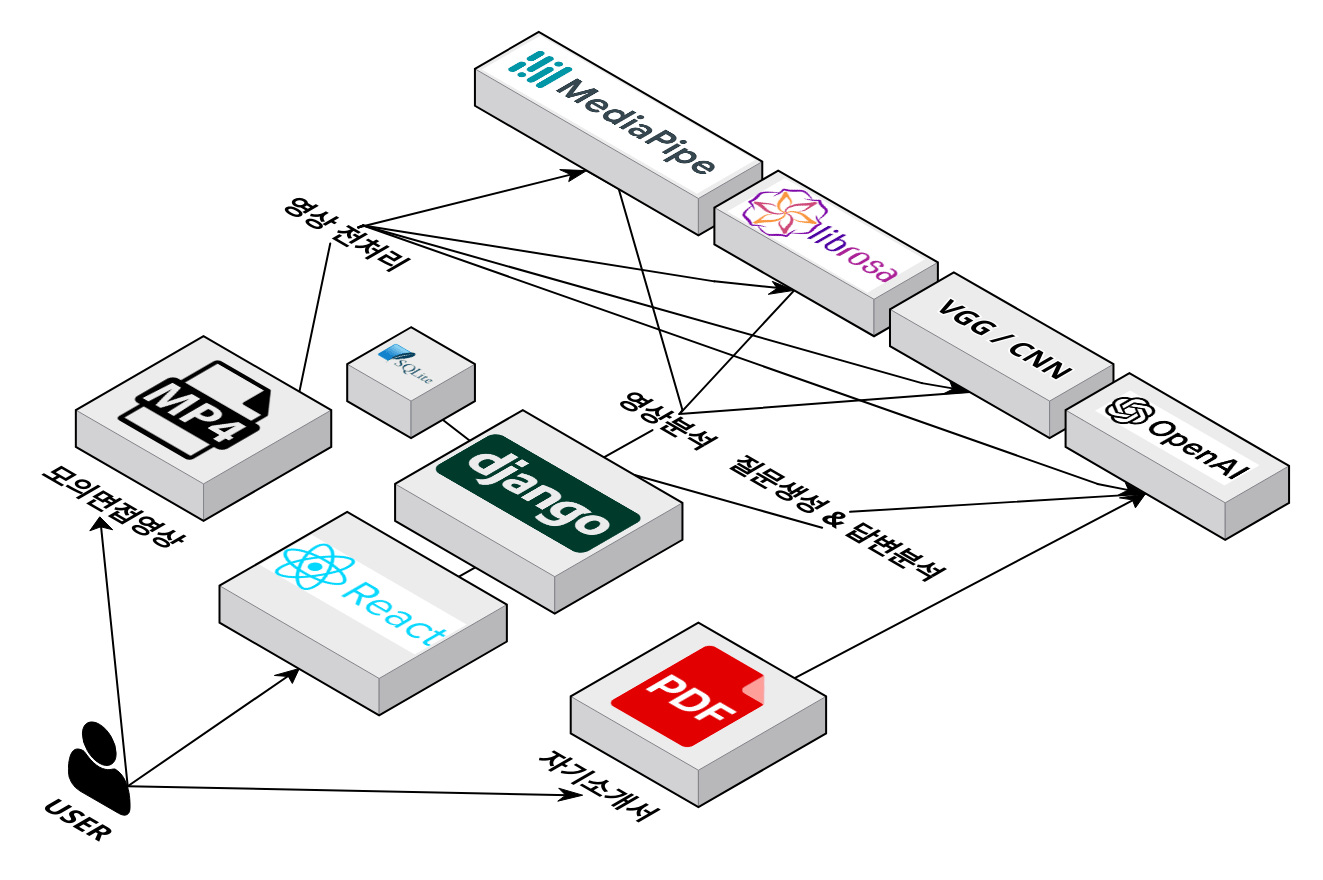 MediaPipe
librosa
영상 전처리
VGG / CNN
SQLite
MP4
OpenAI
영상분석
django
질문생성 & 답변분석
모의면접영상
React
PDF
자기소개서
USER